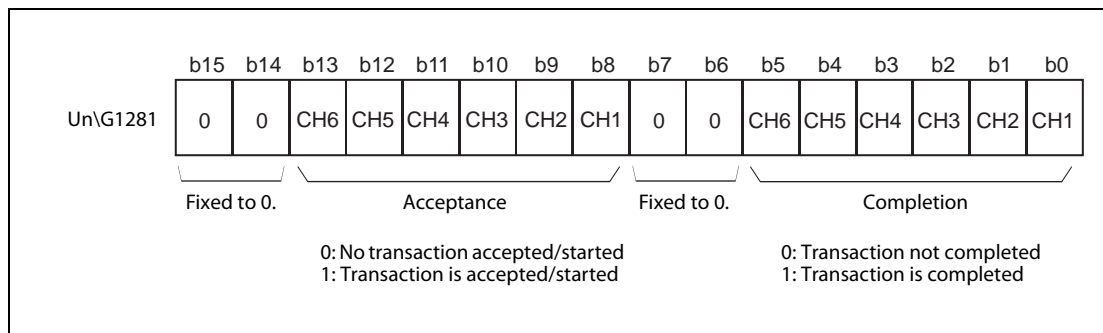 b15 b14 b13 b12 b11 b10 b9 b8 b7 b6 b5 b4 b3 b2 b1 b0
Un\G1281 0 0 CH6 CH5 CH4 CH3 CH2 CH1 0 0 CH6 CH5 CH4 CH3 CH2 CH1
Fixed to 0. Acceptance Fixed to 0. Completion
0: No transaction accepted/started 0: Transaction not completed
1: Transaction is accepted/started 1: Transaction is completed